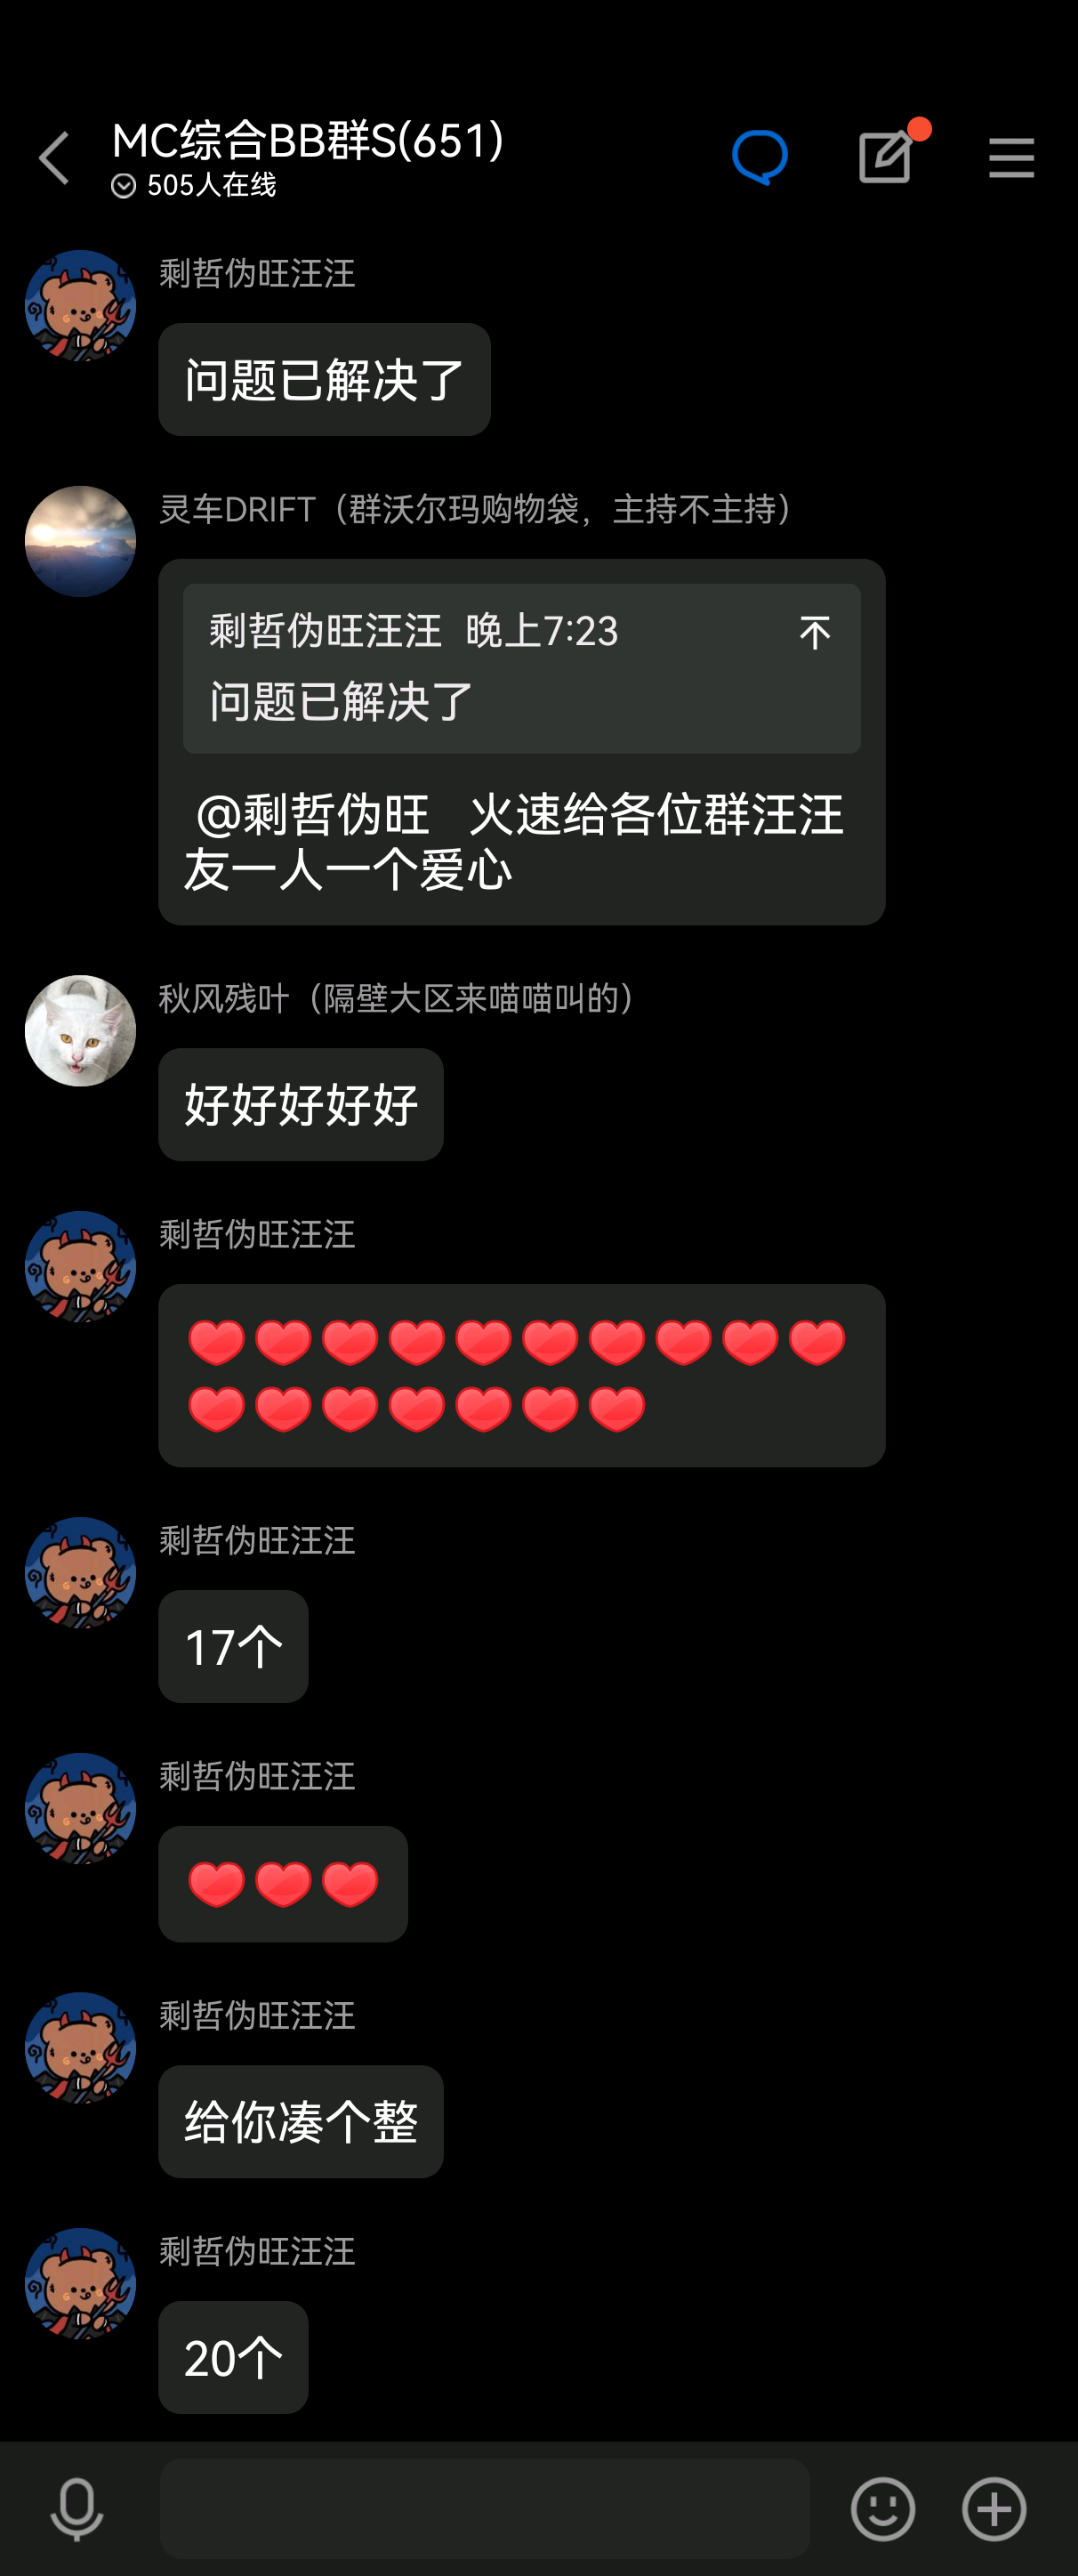 MC综合BB群S(651)
505人在线
剩哲伪旺汪汪
问题已解决了
灵车DRIFT（群沃尔玛购物袋，主持不主持）
剩哲伪旺汪汪 晚上7:23
问题已解决了
@剩哲伪旺 火速给各位群汪汪
友一人一个爱心
秋风残叶（隔壁大区来喵喵叫的）
好好好好好
剩哲伪旺汪汪
❤️❤️❤️❤️❤️❤️❤️❤️❤️❤️
❤️❤️❤️❤️❤️❤️❤️
剩哲伪旺汪汪
17个
剩哲伪旺汪汪
❤️❤️❤️
剩哲伪旺汪汪
给你凑个整
剩哲伪旺汪汪
20个